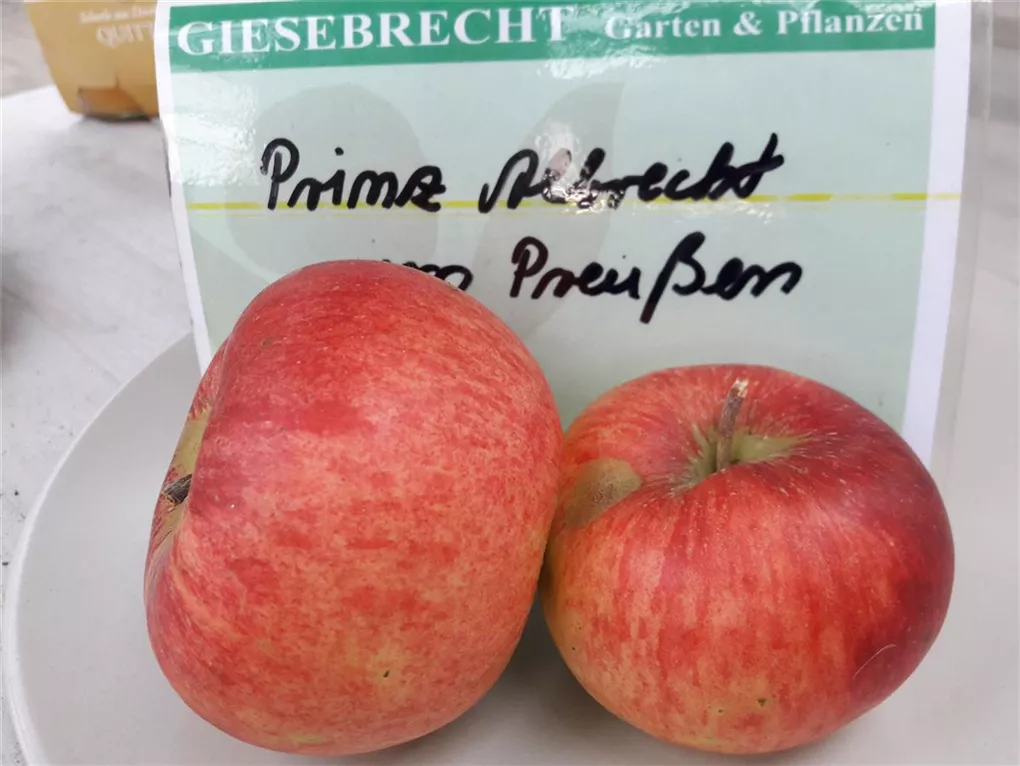 GIESEBRECHT Garten & Pflanzen
Prinz Albrecht
Preußen